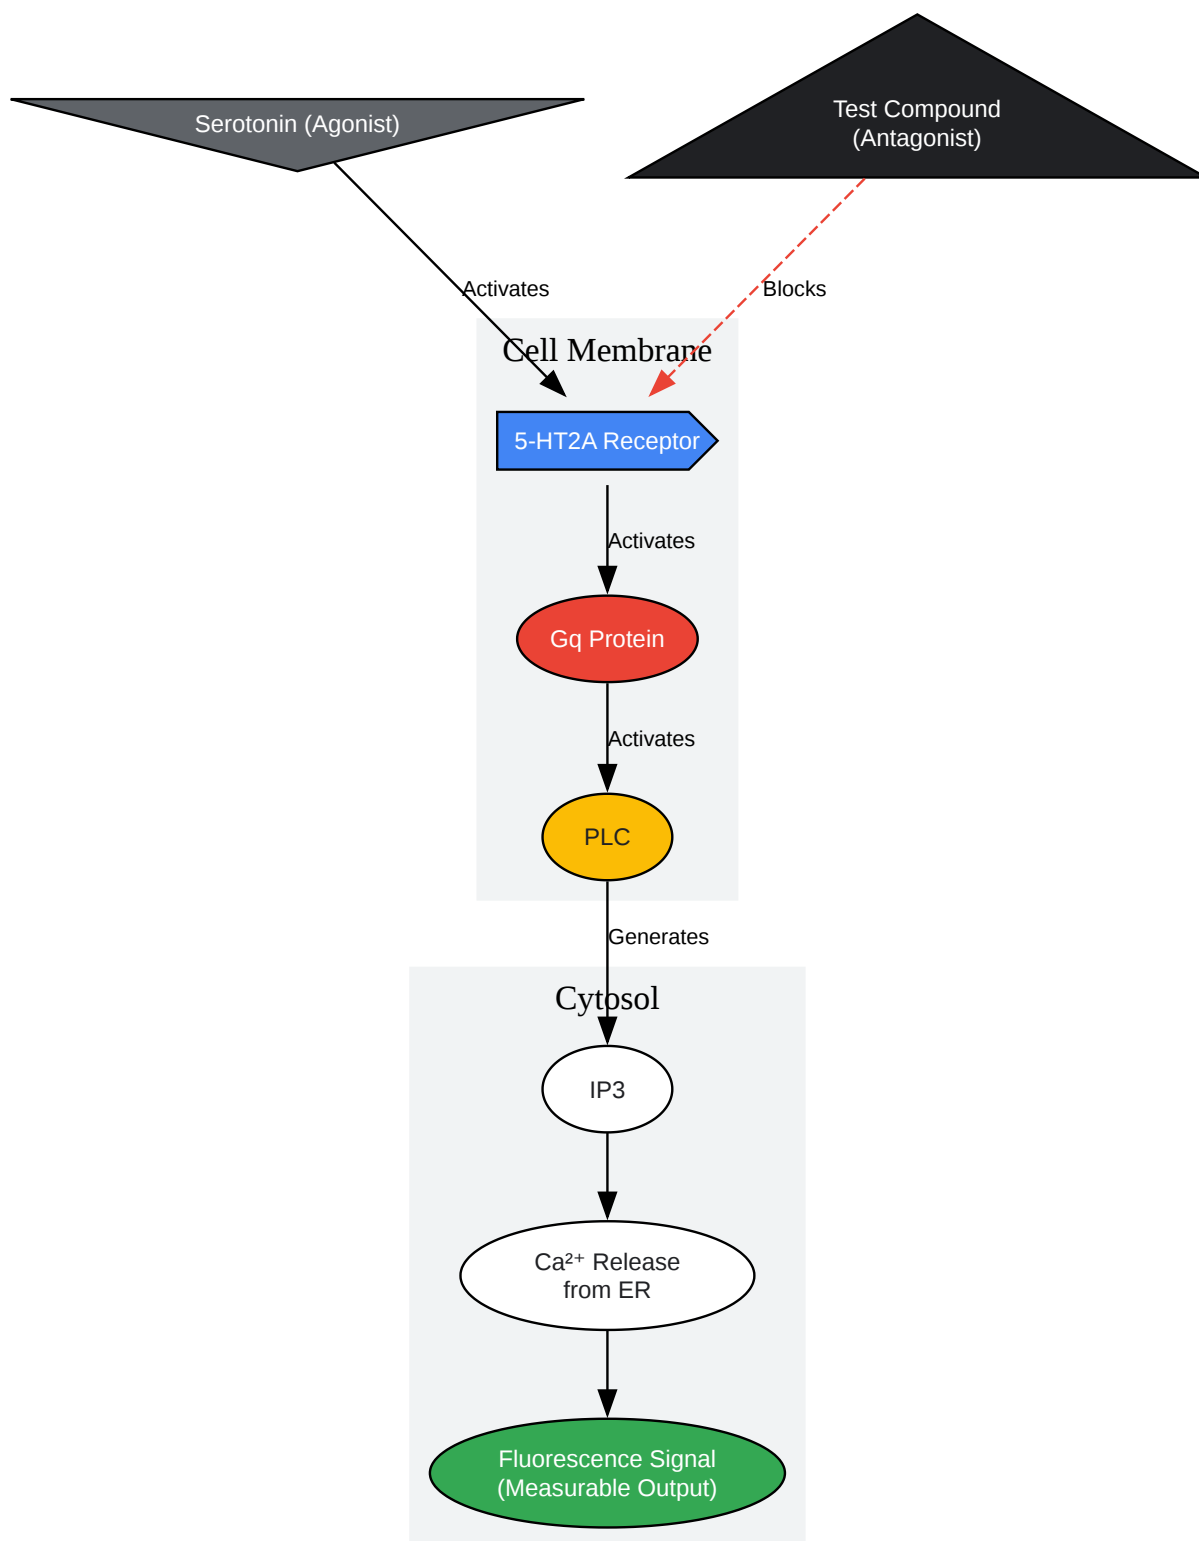 Serotonin (Agonist)
Test Compound
(Antagonist)
Activates
Blocks
Cell Membrane
5-HT2A Receptor
Activates
Gq Protein
Activates
PLC
Generates
Cytosol
IP3
Ca²⁺ Release
from ER
Fluorescence Signal
(Measurable Output)